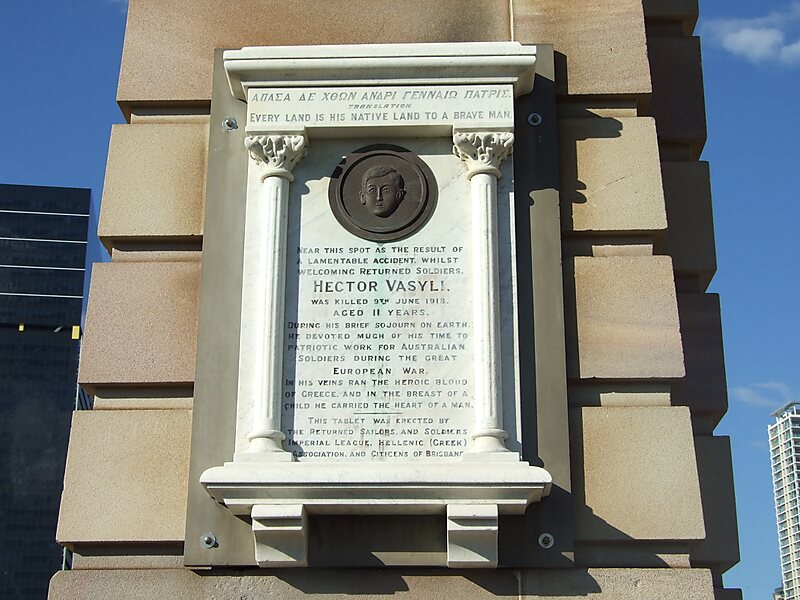 ΑΠΑΣΑ ΔΕ ΧΘΩΝ ΑΝΔΡΙ ΓΕΝΝΑΙΩ ΠΑΤΡΙΣ.
TRANSLATION
EVERY LAND IS HIS NATIVE LAND TO A BRAVE MAN.
NEAR THIS SPOT AS THE RESULT OF
A LAMENTABLE ACCIDENT, WHILST
WELCOMING RETURNED SOLDIERS,
HECTOR VASYLI.
WAS KILLED 9TH JUNE 1918.
AGED 11 YEARS.
DURING HIS BRIEF SOJOURN ON EARTH,
HE DEVOTED MUCH OF HIS TIME TO
PATRIOTIC WORK FOR AUSTRALIAN
SOLDIERS DURING THE GREAT
EUROPEAN WAR.
IN HIS VEINS RAN THE HEROIC BLOOD
OF GREECE, AND IN THE BREAST OF A
CHILD HE CARRIED THE HEART OF A MAN.
THIS TABLET WAS ERECTED BY
THE RETURNED SAILORS, AND SOLDIERS
IMPERIAL LEAGUE, HELLENIC (GREEK)
ASSOCIATION, AND CITICENS OF BRISBANE